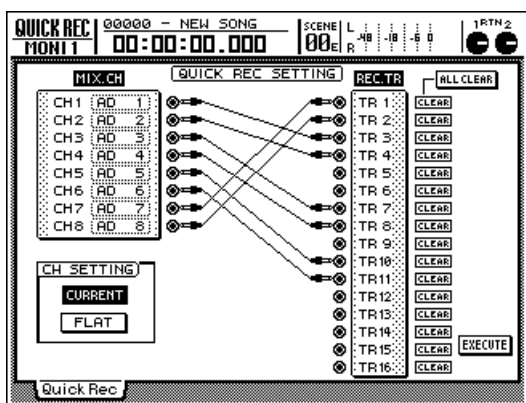 QUICK REC 00000 - NEW SONG SCENE L 1RTN2
MONI1 00:00:00.000 00E R -48 -18 -6 0
QUICK REC SETTING
MIX.CH REC.TR ALL CLEAR
CH1 AD 1 TR 1 CLEAR
CH2 AD 2 TR 2 CLEAR
CH3 AD 3 TR 3 CLEAR
CH4 AD 4 TR 4 CLEAR
CH5 AD 5 TR 5 CLEAR
CH6 AD 6 TR 6 CLEAR
CH7 AD 7 TR 7 CLEAR
CH8 AD 8 TR 8 CLEAR
TR 9 CLEAR
TR10 CLEAR
TR11 CLEAR
TR12 CLEAR
TR13 CLEAR
TR14 CLEAR
TR15 CLEAR
TR16 CLEAR
CH SETTING
CURRENT
FLAT
EXECUTE
Quick Rec